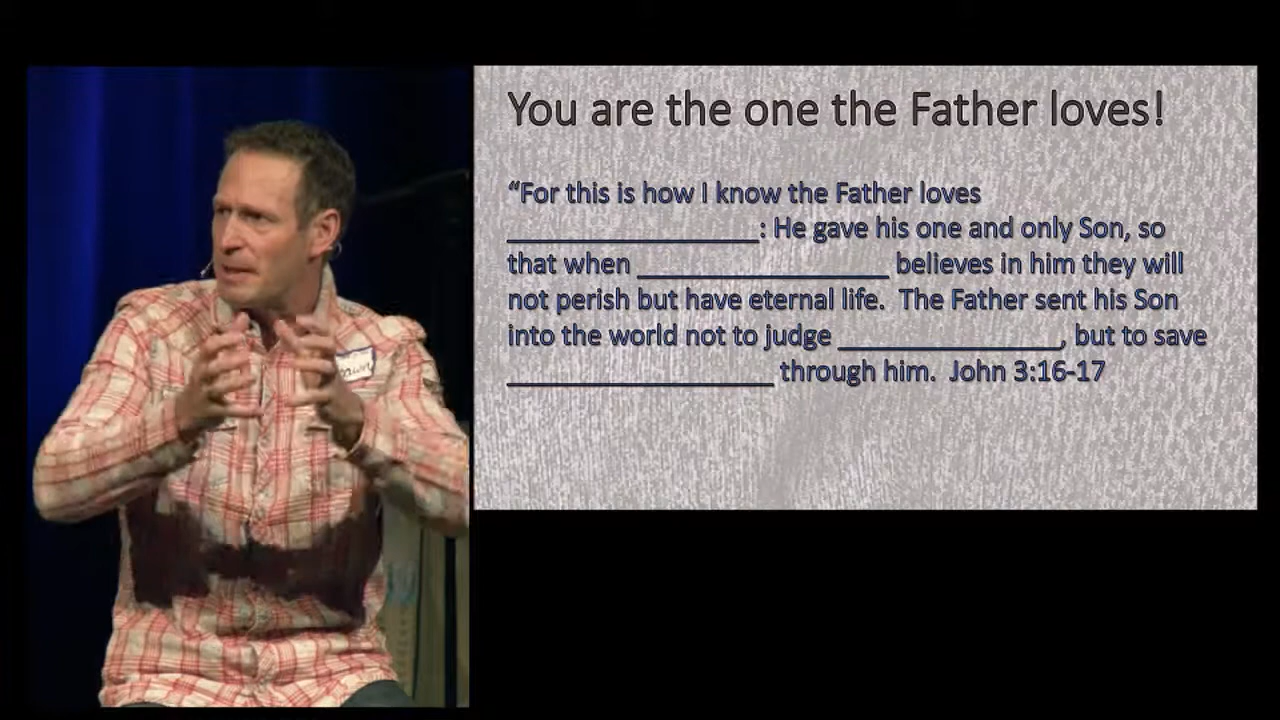 You are the one the Father loves!
“For this is how I know the Father loves
____________________: He gave his one and only Son, so
that when ____________________ believes in him they will
not perish but have eternal life.  The Father sent his Son
into the world not to judge __________________, but to save
_____________________ through him.  John 3:16-17